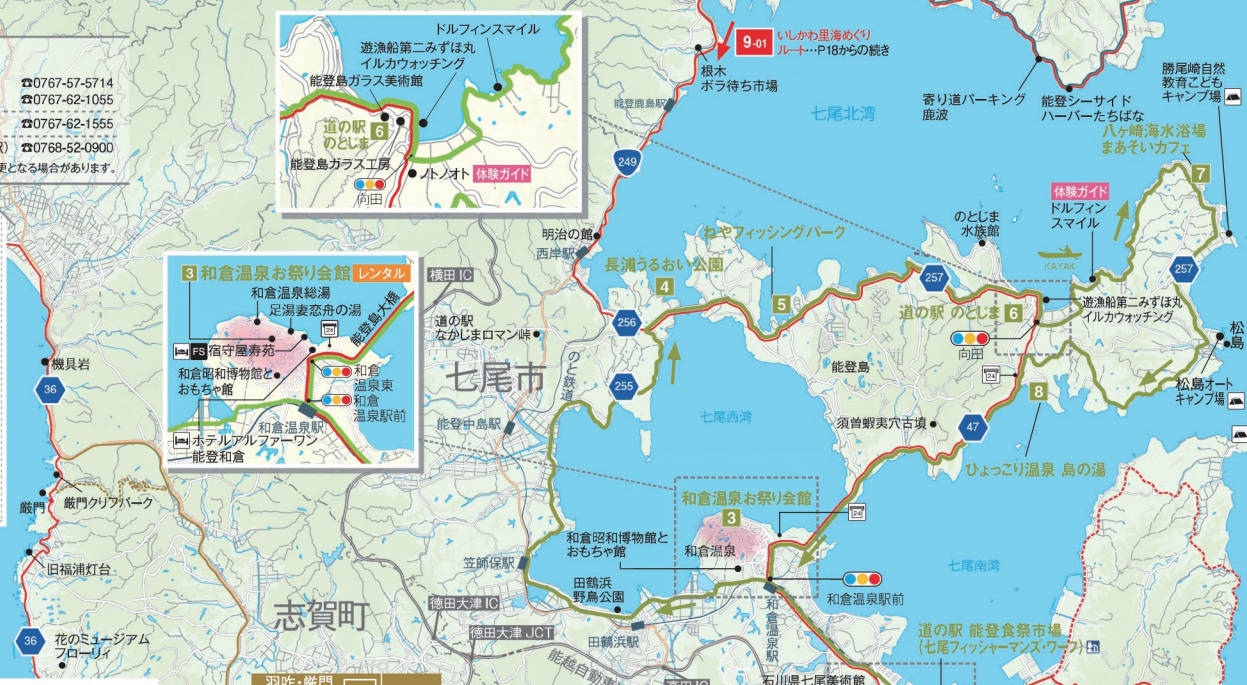 ☎0767-57-5714
☎0767-62-1055
☎0767-62-1555
☎0768-52-0900
更となる場合があります。
ドルフィンスマイル
遊漁船第二みずほ丸
イルカウォッチング
能登島ガラス美術館
道の駅
のとじま
6
能登島ガラス工房
ノトノオト 体験ガイド
向田
9-01
いしかわ里海めぐり
ルート…P18からの続き
根木
ボラ待ち市場
能登鹿島駅
七尾北湾
寄り道パーキング
鹿波
能登シーサイド
ハーバーたちばな
勝尾崎自然
教育こども
キャンプ場
八ヶ崎海水浴場
まあそいカフェ
7
249
体験ガイド
ドルフィン
スマイル
のとじま
水族館
KAYAK
明治の館
西岸駅
ねやフィッシングパーク
5
長浦うるおい公園
4
257
257
道の駅 のとじま 6
遊漁船第二みずほ丸
イルカウォッチング
向田
24
松島
松島オート
キャンプ場
3 和倉温泉お祭り会館 レンタル
和倉温泉総湯
足湯妻恋舟の湯
24
能登島大橋
FS 宿守屋寿苑
和倉昭和博物館と
おもちゃ館
和倉
温泉東
和倉
温泉駅前
和倉温泉駅
ホテルアルファーワン
能登和倉
横田IC
道の駅
なかじまロマン峠
256
255
のと鉄道
七尾市
能登中島駅
七尾西湾
能登島
須曽蝦夷穴古墳
47
8
ひょっこり温泉 島の湯
機具岩
36
巌門
巌門クリフパーク
旧福浦灯台
36
花のミュージアム
フローリィ
志賀町
笠師保駅
徳田大津IC
徳田大津JCT
能越自動車
田鶴浜
野鳥公園
田鶴浜駅
和倉温泉お祭り会館
3
和倉昭和博物館と
おもちゃ館
和倉温泉
24
和倉温泉駅前
和倉温泉駅
七尾南湾
道の駅 能登食祭市場
(七尾フィッシャーマンズ・ワーフ)
石川県七尾美術館
羽咋・巌門